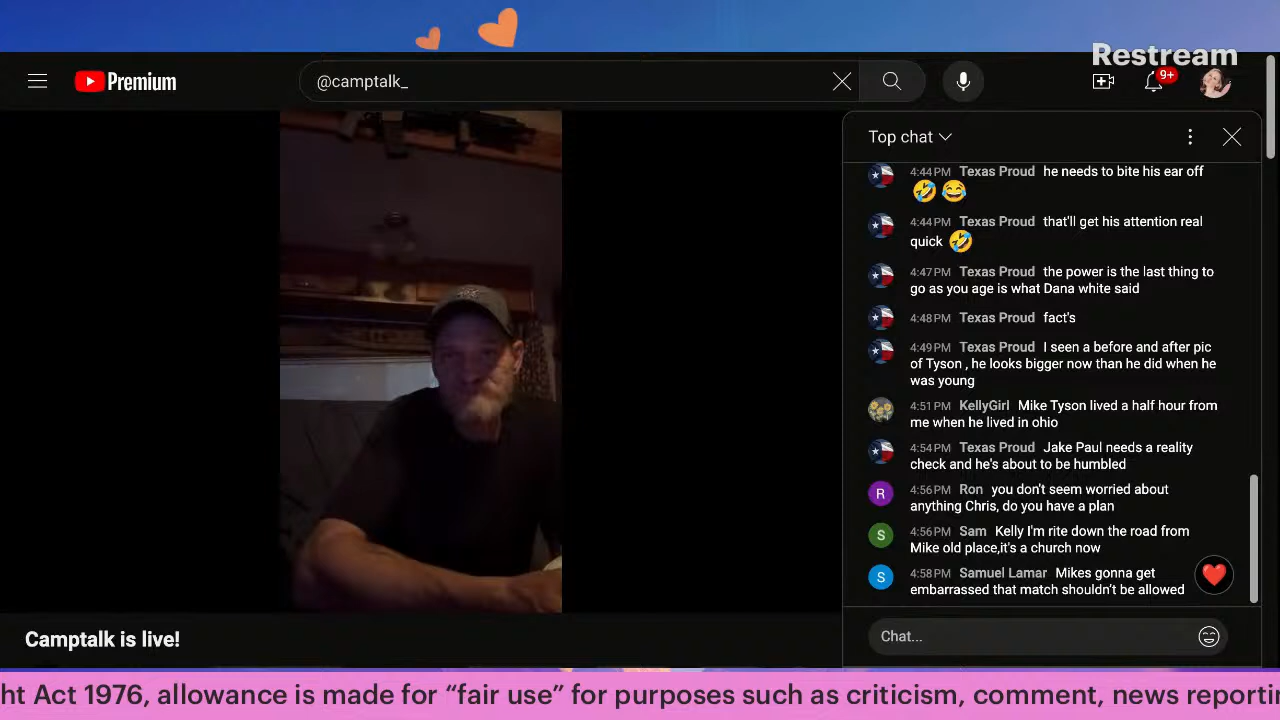 Restream
Premium
@camptalk_
9+
Top chat
4:44 PM Texas Proud he needs to bite his ear off
🤣 😂
4:44 PM Texas Proud that'll get his attention real
quick 🤣
4:47 PM Texas Proud the power is the last thing to
go as you age is what Dana white said
4:48 PM Texas Proud fact's
4:49 PM Texas Proud I seen a before and after pic
of Tyson , he looks bigger now than he did when he
was young
4:51 PM KellyGirl Mike Tyson lived a half hour from
me when he lived in ohio
4:54 PM Texas Proud Jake Paul needs a reality
check and he's about to be humbled
R 4:56 PM Ron you don't seem worried about
anything Chris, do you have a plan
S 4:56 PM Sam Kelly I'm rite down the road from
Mike old place,it's a church now
S 4:58 PM Samuel Lamar Mikes gonna get
embarrassed that match shouldn't be allowed
Chat...
Camptalk is live!
ht Act 1976, allowance is made for “fair use” for purposes such as criticism, comment, news reportin